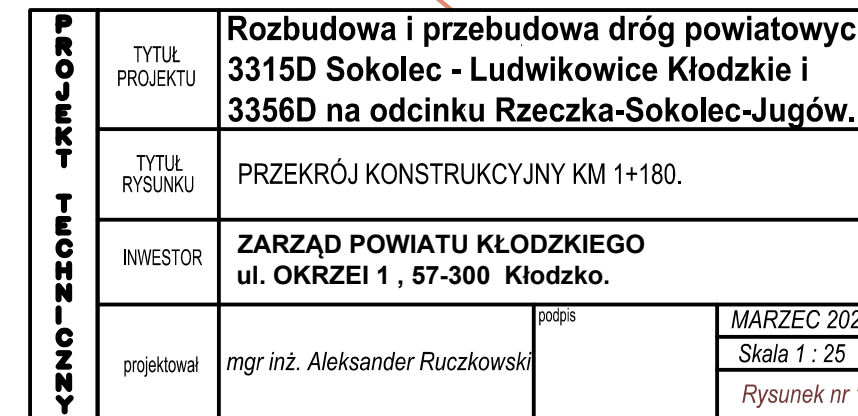 PROJEKT TECHNICZNY
TYTUŁ
PROJEKTU
Rozbudowa i przebudowa dróg powiatowyc
3315D Sokolec - Ludwikowice Kłodzkie i
3356D na odcinku Rzeczka-Sokolec-Jugów.
TYTUŁ
RYSUNKU
PRZEKRÓJ KONSTRUKCYJNY KM 1+180.
INWESTOR
ZARZĄD POWIATU KŁODZKIEGO
ul. OKRZEI 1 , 57-300 Kłodzko.
projektował
mgr inż. Aleksander Ruczkowski
podpis
MARZEC 202
Skala 1 : 25
Rysunek nr